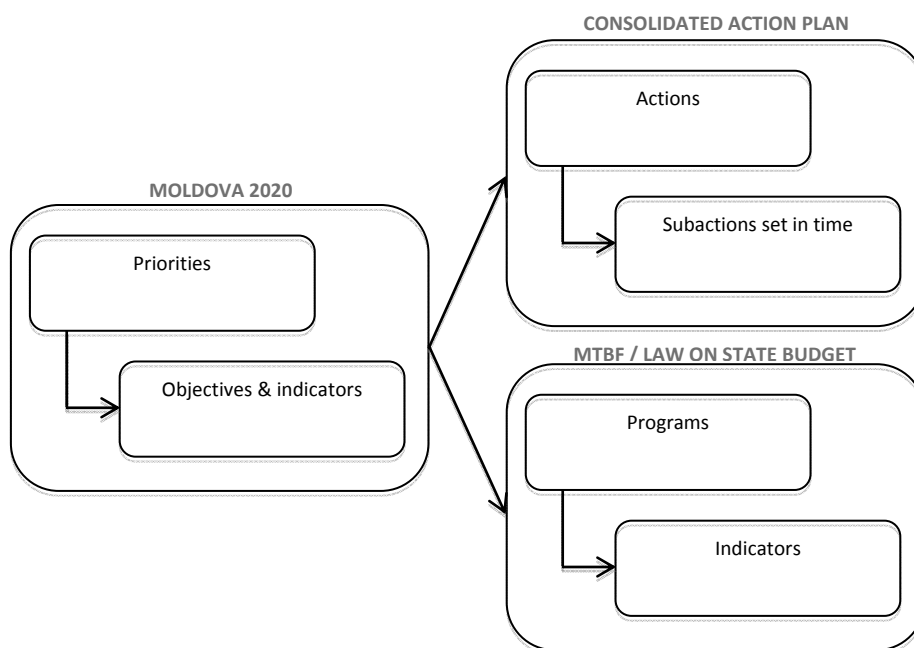 MOLDOVA 2020
Priorities
Objectives & indicators
CONSOLIDATED ACTION PLAN
Actions
Subactions set in time
MTBF / LAW ON STATE BUDGET
Programs
Indicators